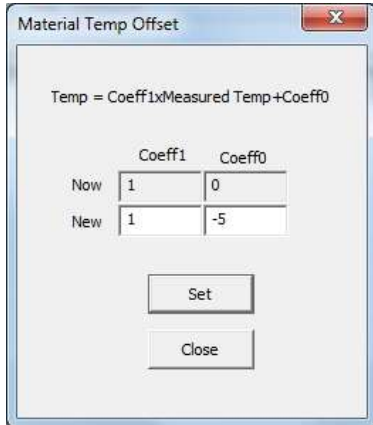 Material Temp Offset
Temp = Coeff1xMeasured Temp+Coeff0
Coeff1 Coeff0
Now 1 0
New 1 -5
Set
Close